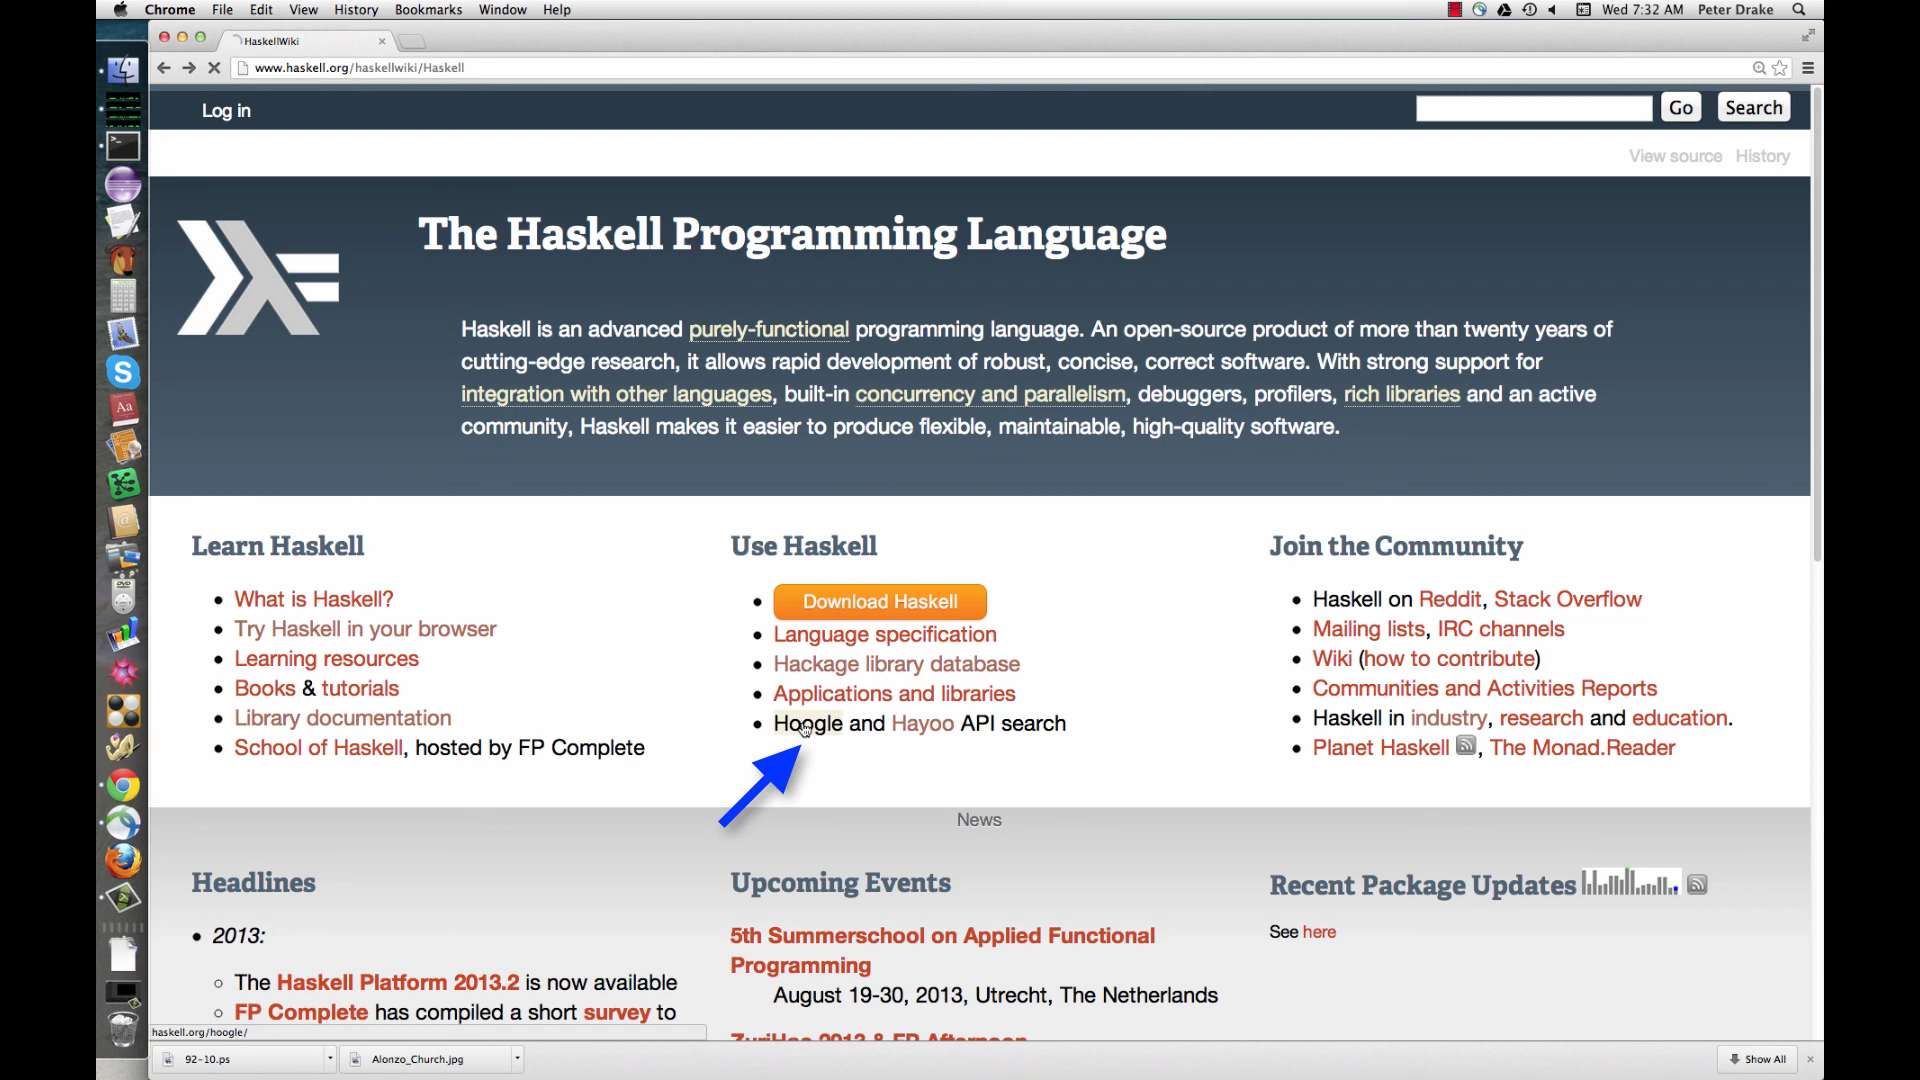 Chrome File Edit View History Bookmarks Window Help Wed 7:32 AM Peter Drake
HaskellWiki
www.haskell.org/haskellwiki/Haskell
Log in Go Search
View source History
The Haskell Programming Language
Haskell is an advanced purely-functional programming language. An open-source product of more than twenty years of
cutting-edge research, it allows rapid development of robust, concise, correct software. With strong support for
integration with other languages, built-in concurrency and parallelism, debuggers, profilers, rich libraries and an active
community, Haskell makes it easier to produce flexible, maintainable, high-quality software.
Learn Haskell
What is Haskell?
Try Haskell in your browser
Learning resources
Books & tutorials
Library documentation
School of Haskell, hosted by FP Complete
Use Haskell
Download Haskell
Language specification
Hackage library database
Applications and libraries
Hoogle and Hayoo API search
Join the Community
Haskell on Reddit, Stack Overflow
Mailing lists, IRC channels
Wiki (how to contribute)
Communities and Activities Reports
Haskell in industry, research and education.
Planet Haskell , The Monad.Reader
News
Headlines
2013:
The Haskell Platform 2013.2 is now available
FP Complete has compiled a short survey to
Upcoming Events
5th Summerschool on Applied Functional
Programming
August 19-30, 2013, Utrecht, The Netherlands
ZuriHac 2013 & FP Afternoon
Recent Package Updates
See here
haskell.org/hoogle/
92-10.ps Alonzo_Church.jpg Show All